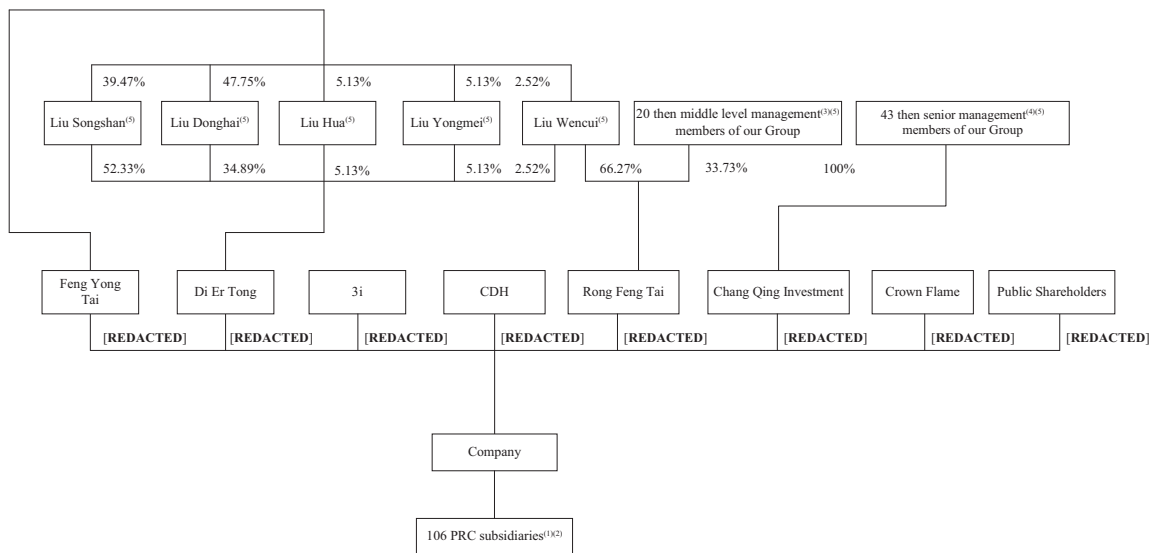 39.47% 47.75% 5.13% 5.13% 2.52%
Liu Songshan(5) Liu Donghai(5) Liu Hua(5) Liu Yongmei(5) Liu Wencui(5)
20 then middle level management(3)(5)
members of our Group
43 then senior management(4)(5)
members of our Group
52.33% 34.89% 5.13% 5.13% 2.52% 66.27% 33.73% 100%
Feng Yong
Tai
Di Er Tong
3i
CDH
Rong Feng Tai
Chang Qing Investment
Crown Flame
Public Shareholders
[REDACTED] [REDACTED] [REDACTED] [REDACTED] [REDACTED] [REDACTED] [REDACTED] [REDACTED]
Company
106 PRC subsidiaries(1)(2)